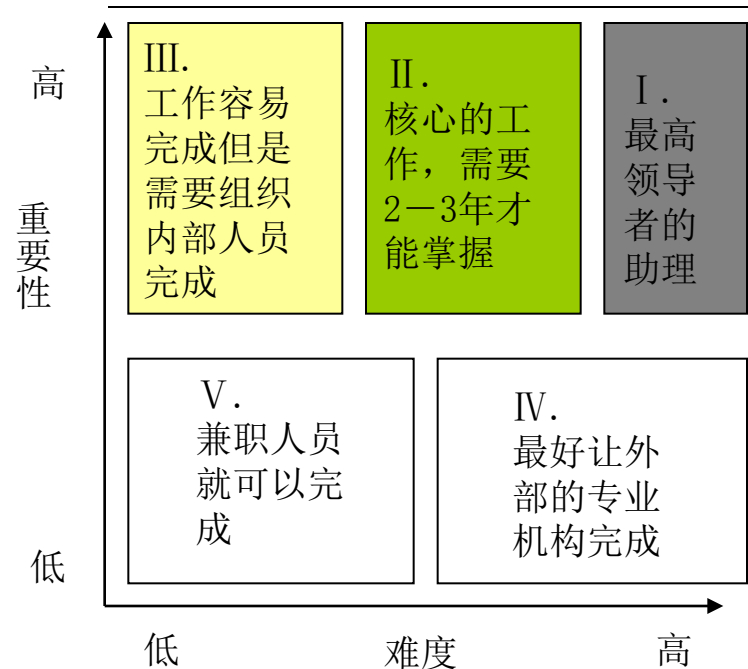 高
重
要
性
低
Ⅲ.
工作容易
完成但是
需要组织
内部人员
完成
Ⅱ.
核心的工
作，需要
2－3年才
能掌握
Ⅰ.
最高
领导
者的
助理
Ⅴ.
兼职人员
就可以完
成
Ⅳ.
最好让外
部的专业
机构完成
低 难度 高